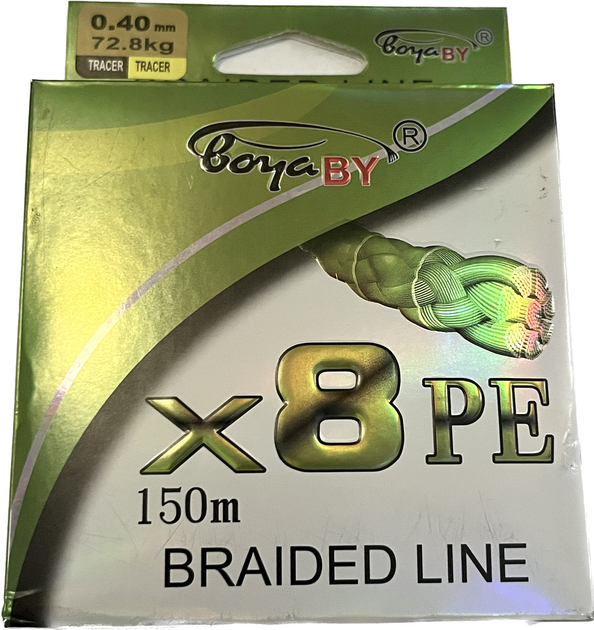 0.40 mm
72.8kg
TRACER TRACER
BoyaBY®
BRAIDED LINE
BoyaBY®
x8 PE
150m
BRAIDED LINE